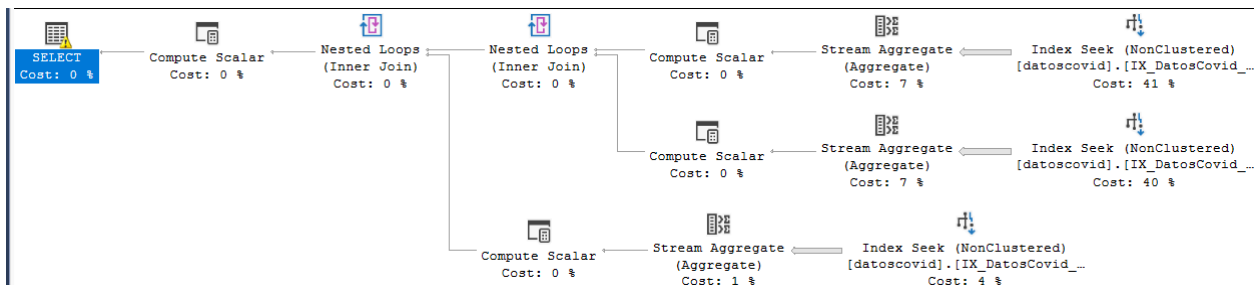 SELECT
Cost: 0 %
Compute Scalar
Cost: 0 %
Nested Loops
(Inner Join)
Cost: 0 %
Nested Loops
(Inner Join)
Cost: 0 %
Compute Scalar
Cost: 0 %
Stream Aggregate
(Aggregate)
Cost: 7 %
Index Seek (NonClustered)
[datoscovid].[IX_DatosCovid_…
Cost: 41 %
Compute Scalar
Cost: 0 %
Stream Aggregate
(Aggregate)
Cost: 7 %
Index Seek (NonClustered)
[datoscovid].[IX_DatosCovid_…
Cost: 40 %
Compute Scalar
Cost: 0 %
Stream Aggregate
(Aggregate)
Cost: 1 %
Index Seek (NonClustered)
[datoscovid].[IX_DatosCovid_…
Cost: 4 %